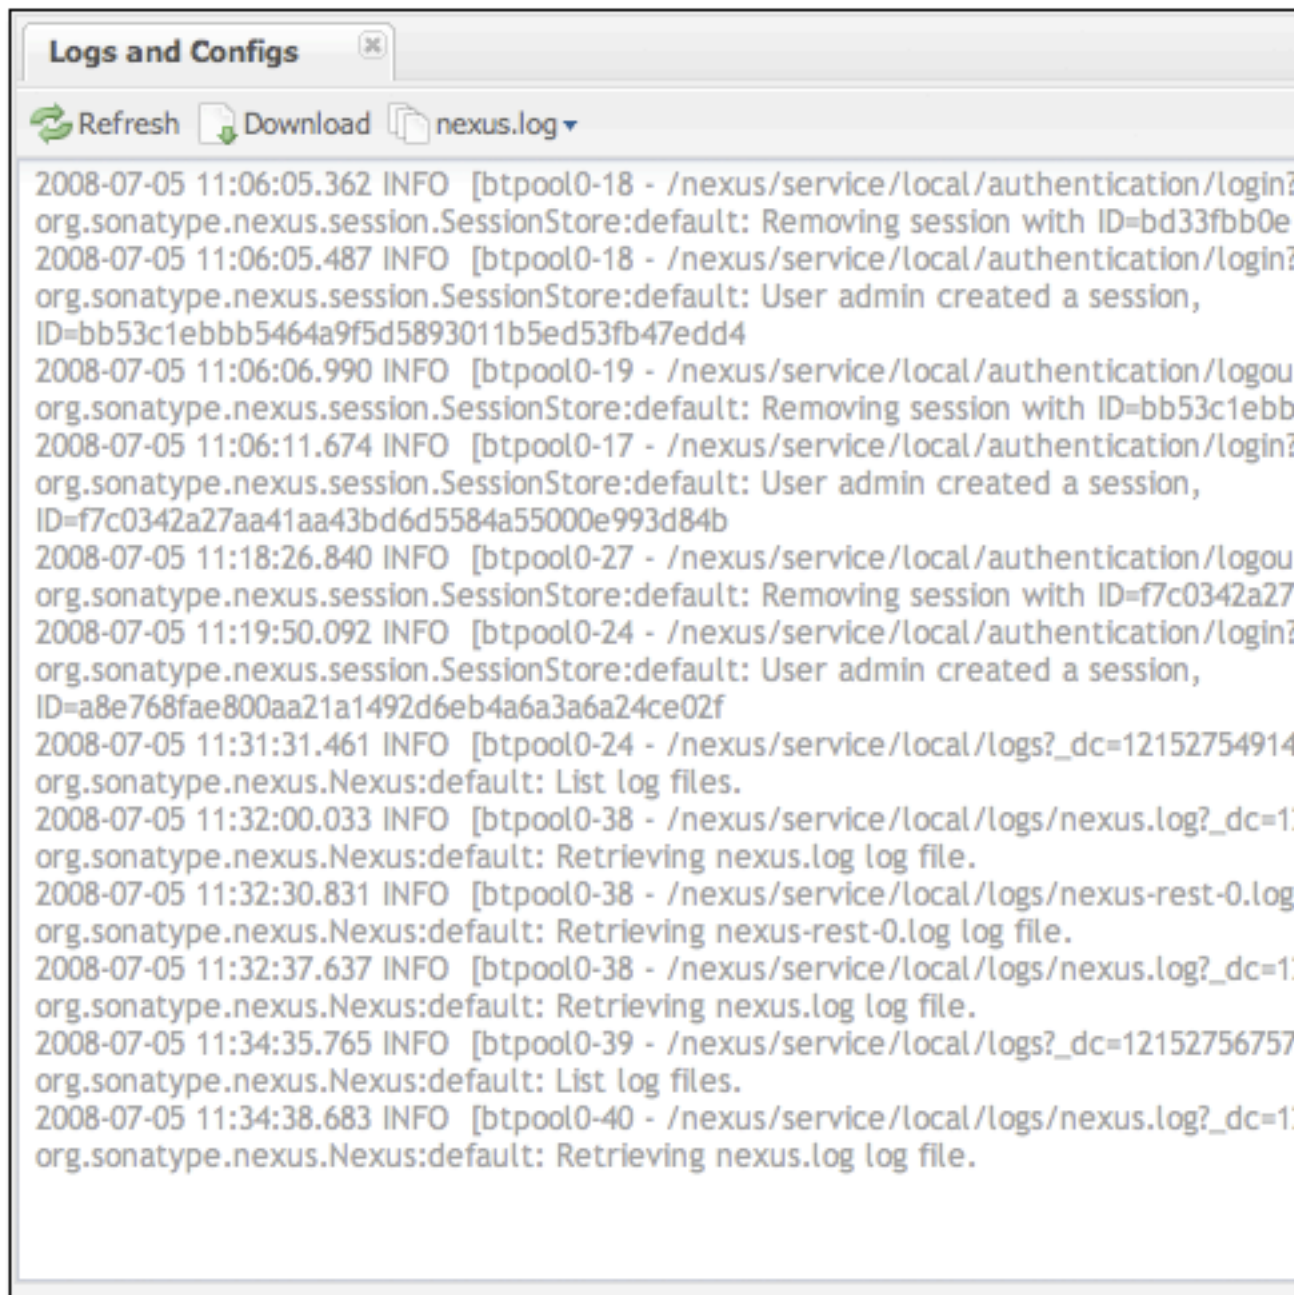 Logs and Configs
Refresh Download nexus.log
2008-07-05 11:06:05.362 INFO [btpool0-18 - /nexus/service/local/authentication/login?
org.sonatype.nexus.session.SessionStore:default: Removing session with ID=bd33fbb0e
2008-07-05 11:06:05.487 INFO [btpool0-18 - /nexus/service/local/authentication/login?
org.sonatype.nexus.session.SessionStore:default: User admin created a session,
ID=bb53c1ebbb5464a9f5d5893011b5ed53fb47edd4
2008-07-05 11:06:06.990 INFO [btpool0-19 - /nexus/service/local/authentication/logou
org.sonatype.nexus.session.SessionStore:default: Removing session with ID=bb53c1ebb
2008-07-05 11:06:11.674 INFO [btpool0-17 - /nexus/service/local/authentication/login?
org.sonatype.nexus.session.SessionStore:default: User admin created a session,
ID=f7c0342a27aa41aa43bd6d5584a55000e993d84b
2008-07-05 11:18:26.840 INFO [btpool0-27 - /nexus/service/local/authentication/logou
org.sonatype.nexus.session.SessionStore:default: Removing session with ID=f7c0342a27
2008-07-05 11:19:50.092 INFO [btpool0-24 - /nexus/service/local/authentication/login?
org.sonatype.nexus.session.SessionStore:default: User admin created a session,
ID=a8e768fae800aa21a1492d6eb4a6a3a6a24ce02f
2008-07-05 11:31:31.461 INFO [btpool0-24 - /nexus/service/local/logs?_dc=12152754914
org.sonatype.nexus.Nexus:default: List log files.
2008-07-05 11:32:00.033 INFO [btpool0-38 - /nexus/service/local/logs/nexus.log?_dc=1
org.sonatype.nexus.Nexus:default: Retrieving nexus.log log file.
2008-07-05 11:32:30.831 INFO [btpool0-38 - /nexus/service/local/logs/nexus-rest-0.log
org.sonatype.nexus.Nexus:default: Retrieving nexus-rest-0.log log file.
2008-07-05 11:32:37.637 INFO [btpool0-38 - /nexus/service/local/logs/nexus.log?_dc=1
org.sonatype.nexus.Nexus:default: Retrieving nexus.log log file.
2008-07-05 11:34:35.765 INFO [btpool0-39 - /nexus/service/local/logs?_dc=12152756757
org.sonatype.nexus.Nexus:default: List log files.
2008-07-05 11:34:38.683 INFO [btpool0-40 - /nexus/service/local/logs/nexus.log?_dc=1
org.sonatype.nexus.Nexus:default: Retrieving nexus.log log file.